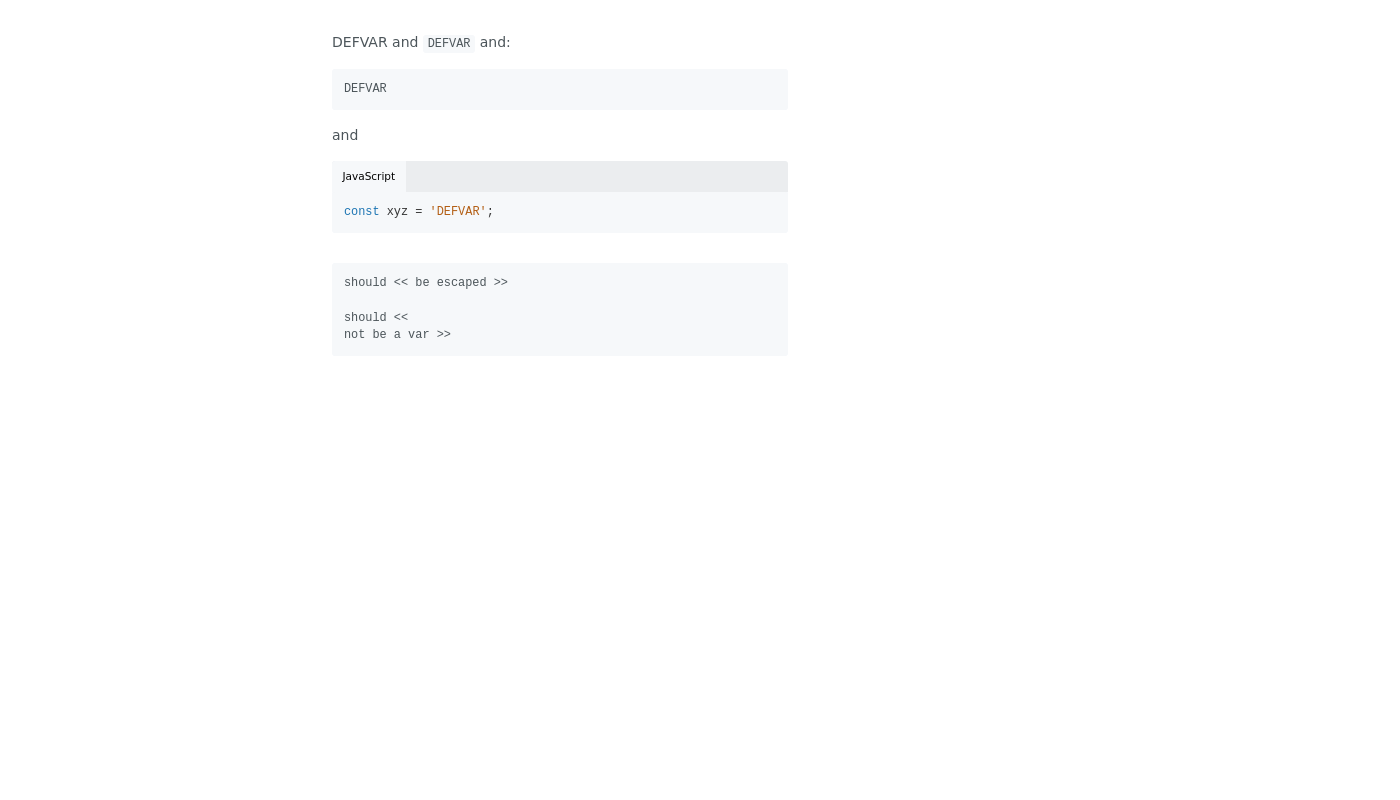 DEFVAR and DEFVAR and:
DEFVAR
and
JavaScript
const xyz = 'DEFVAR';
should << be escaped >>
should <<
not be a var >>